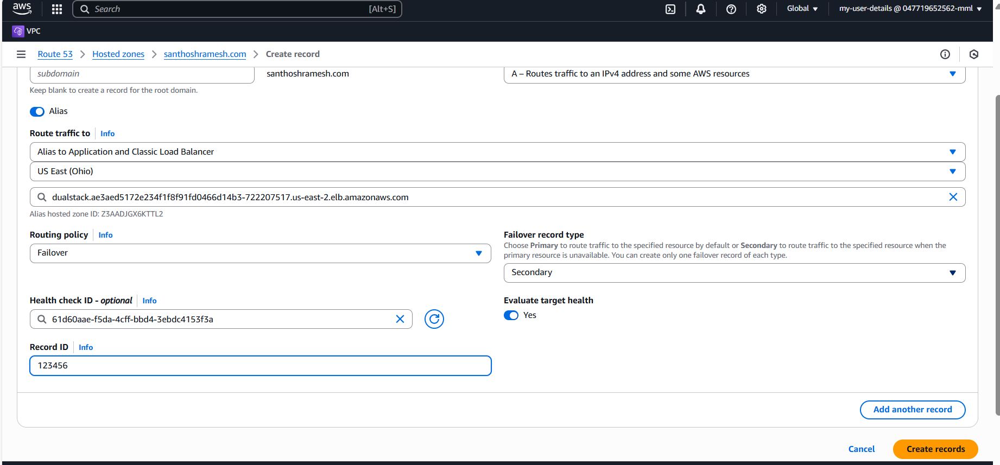 aws
Search [Alt+S] Global my-user-details @ 047719652562-mml
VPC
Route 53 Hosted zones santhoshramesh.com Create record
subdomain santhoshramesh.com A – Routes traffic to an IPv4 address and some AWS resources
Keep blank to create a record for the root domain.
Alias
Route traffic to Info
Alias to Application and Classic Load Balancer
US East (Ohio)
dualstack.ae3aed5172e234f1f8f91fd0466d14b3-722207517.us-east-2.elb.amazonaws.com
Alias hosted zone ID: Z3AADJGX6KTTL2
Routing policy Info
Failover
Failover record type
Choose Primary to route traffic to the specified resource by default or Secondary to route traffic to the specified resource when the
primary resource is unavailable. You can create only one failover record of each type.
Secondary
Health check ID - optional Info
61d60aae-f5da-4cff-bbd4-3ebdc4153f3a
Evaluate target health
Yes
Record ID Info
123456
Add another record
Cancel Create records